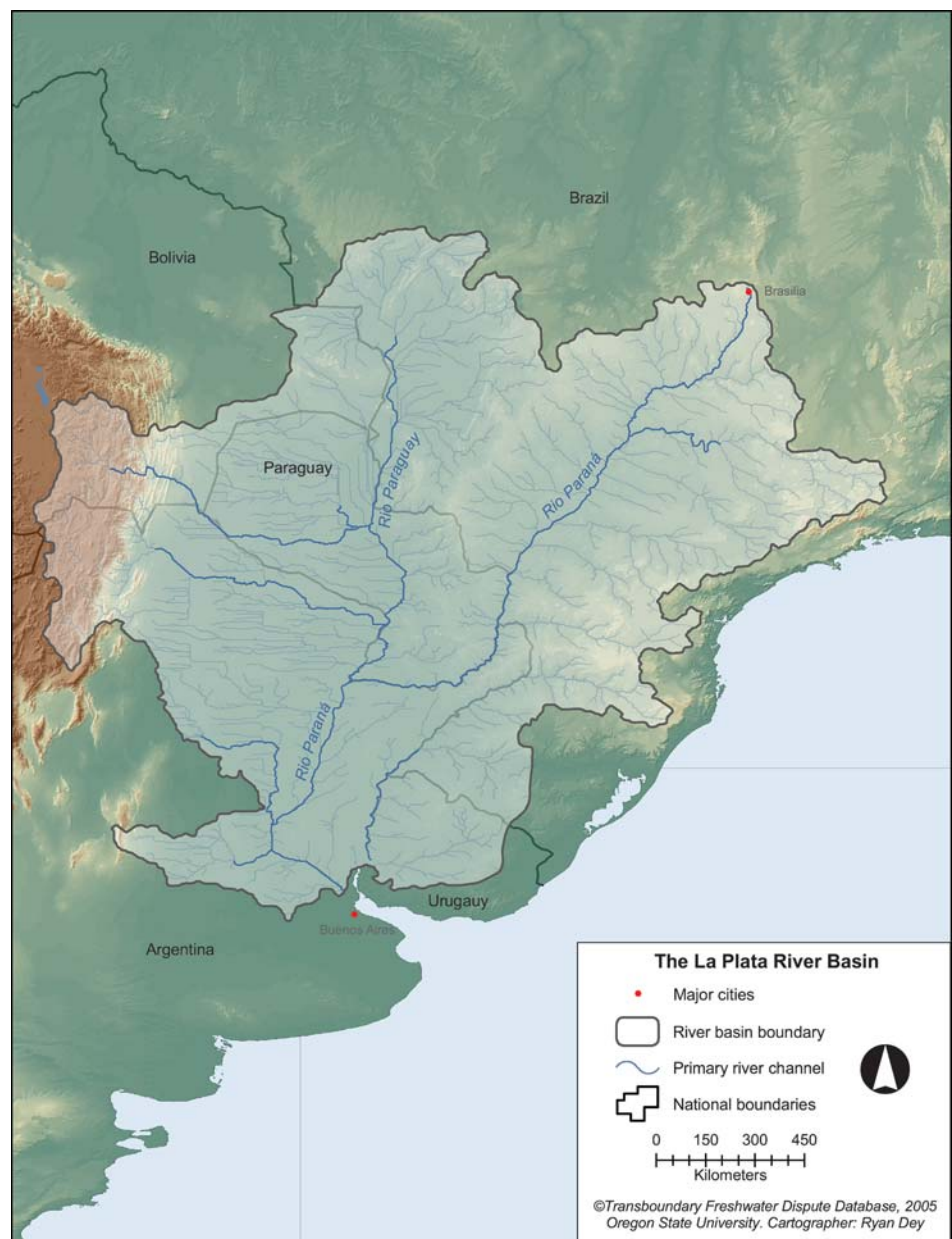 Brazil
Bolivia
Brasilia
Paraguay
Rio Paraguay
Rio Paraná
Rio Paraná
Urugauy
Buenos Aires
Argentina
The La Plata River Basin
Major cities
River basin boundary
Primary river channel
National boundaries
0 150 300 450
Kilometers
©Transboundary Freshwater Dispute Database, 2005
Oregon State University. Cartographer: Ryan Dey